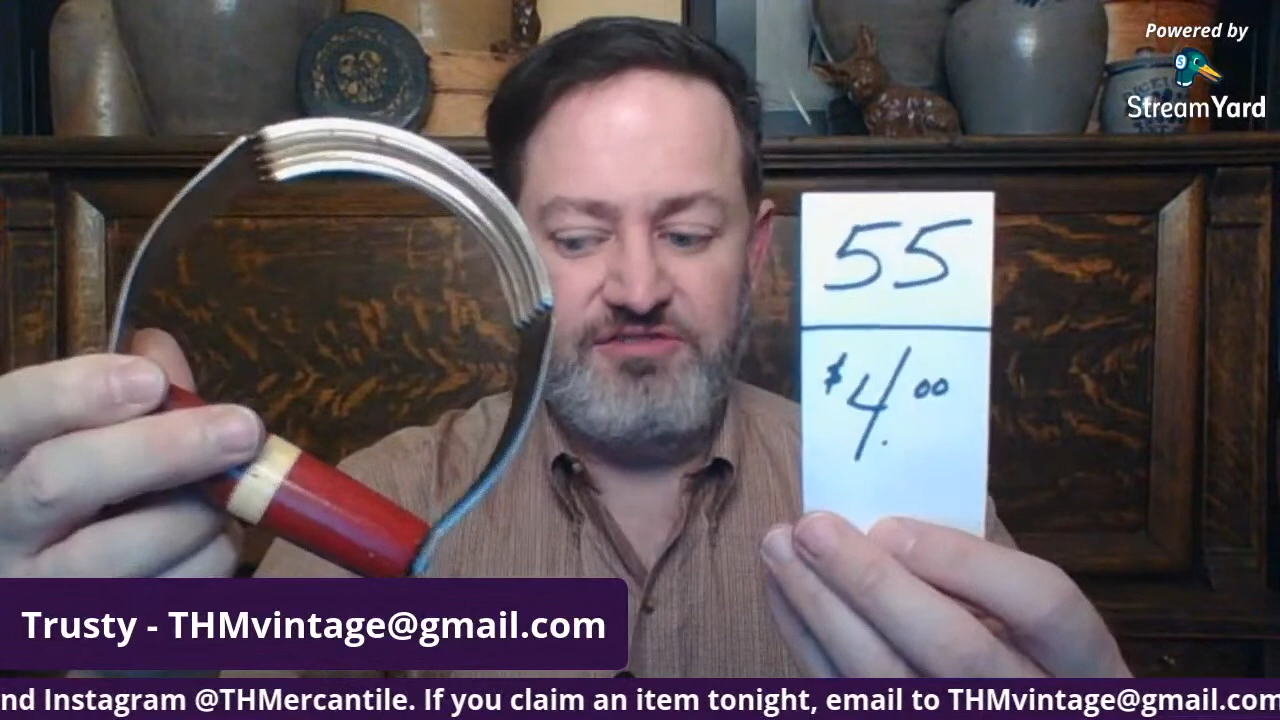 Powered by
StreamYard
55
$4.00
Trusty - THMvintage@gmail.com
nd Instagram @THMercantile. If you claim an item tonight, email to THMvintage@gmail.com